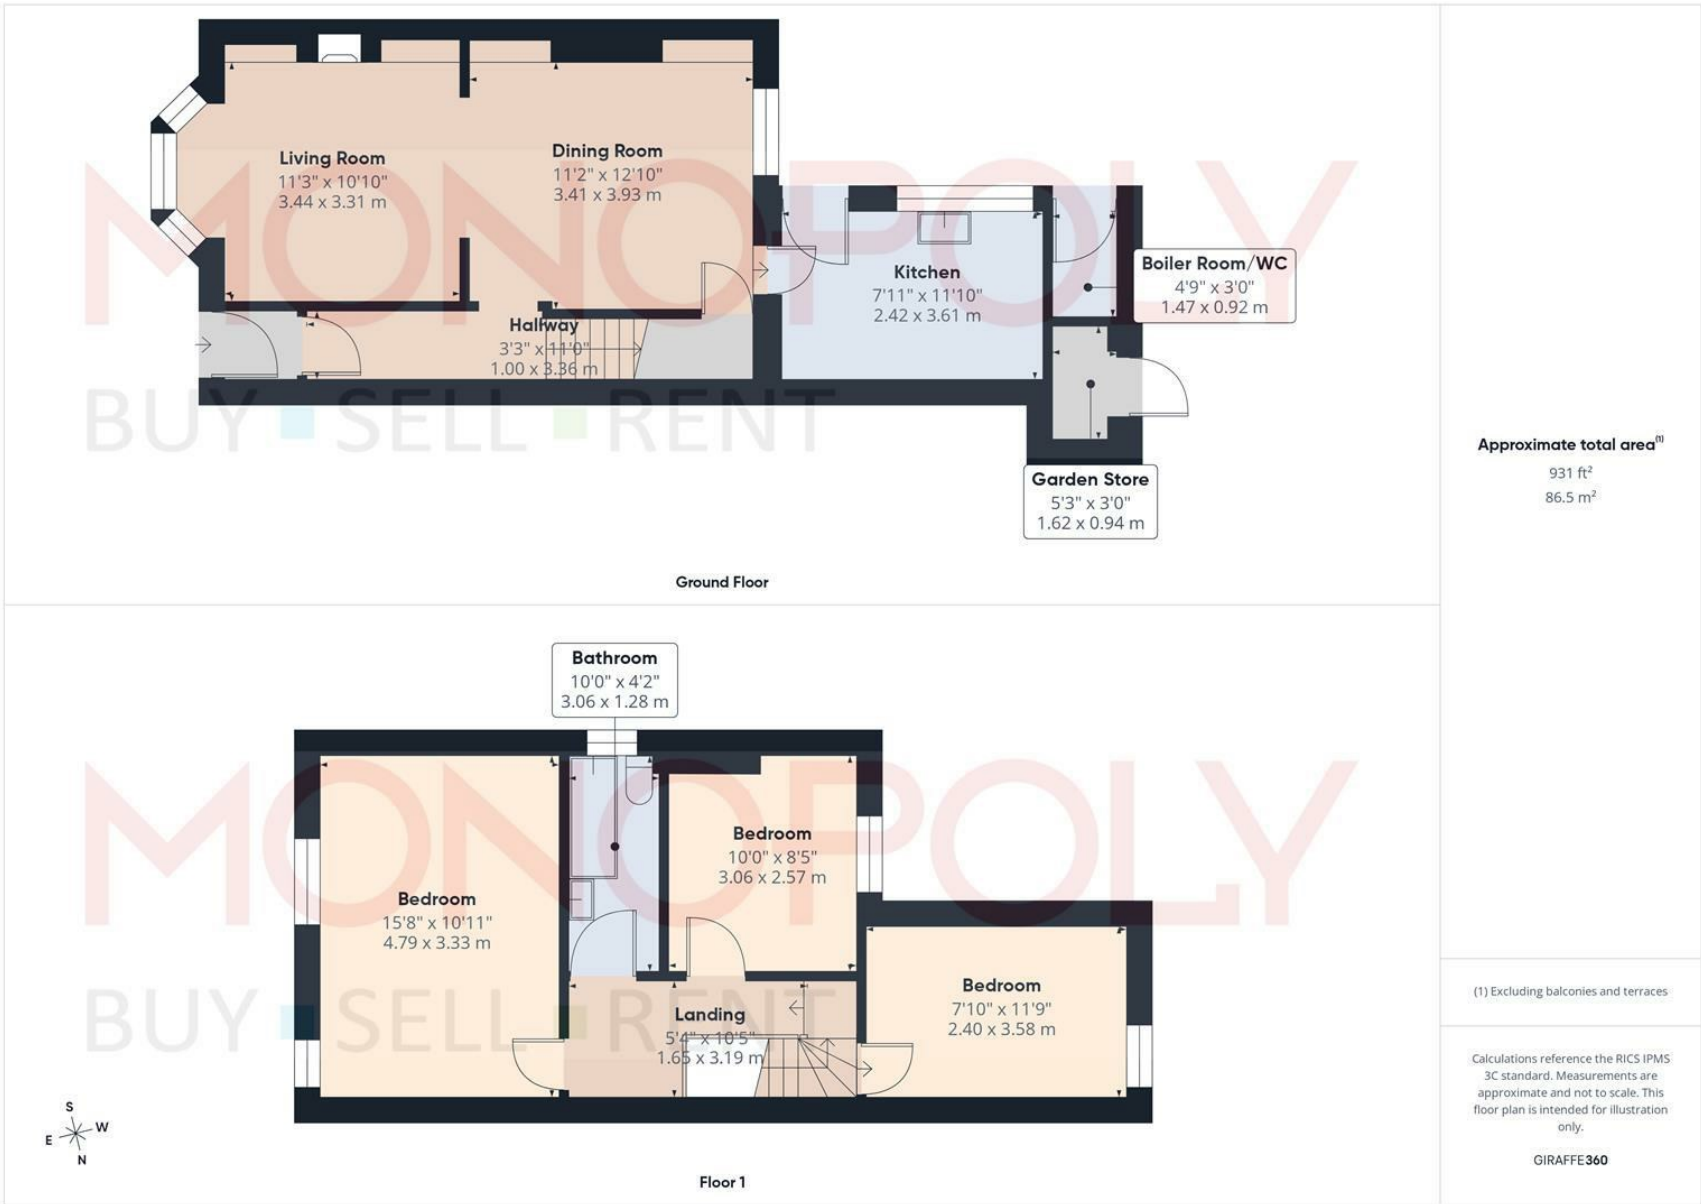 Living Room
11'3" x 10'10"
3.44 x 3.31 m
Dining Room
11'2" x 12'10"
3.41 x 3.93 m
Kitchen
7'11" x 11'10"
2.42 x 3.61 m
Boiler Room/WC
4'9" x 3'0"
1.47 x 0.92 m
Hallway
3'3" x 11'0"
1.00 x 3.36 m
Garden Store
5'3" x 3'0"
1.62 x 0.94 m
MONOPOLY
BUY SELL RENT
Ground Floor
Bathroom
10'0" x 4'2"
3.06 x 1.28 m
Bedroom
10'0" x 8'5"
3.06 x 2.57 m
Bedroom
15'8" x 10'11"
4.79 x 3.33 m
Bedroom
7'10" x 11'9"
2.40 x 3.58 m
Landing
5'4" x 10'5"
1.65 x 3.19 m
MONOPOLY
BUY SELL RENT
S
E W
N
Floor 1
Approximate total area(1)
931 ft²
86.5 m²
(1) Excluding balconies and terraces
Calculations reference the RICS IPMS
3C standard. Measurements are
approximate and not to scale. This
floor plan is intended for illustration
only.
GIRAFFE360